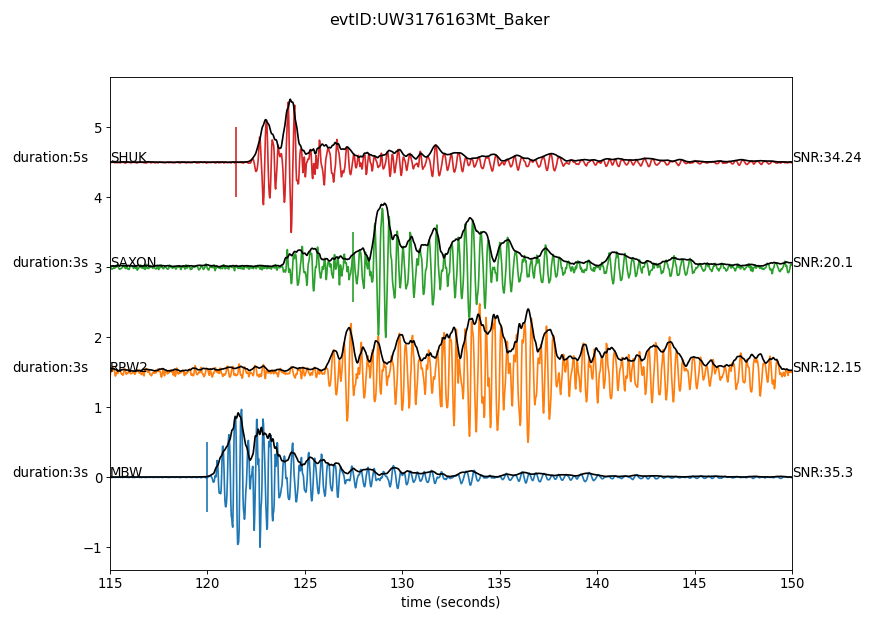 evtID:UW3176163Mt_Baker
5
duration:5s SHUK SNR:34.24
4
duration:3s 3 SAXON SNR:20.1
2
duration:3s RPW2 SNR:12.15
1
duration:3s 0 MBW SNR:35.3
−1
115 120 125 130 135 140 145 150
time (seconds)